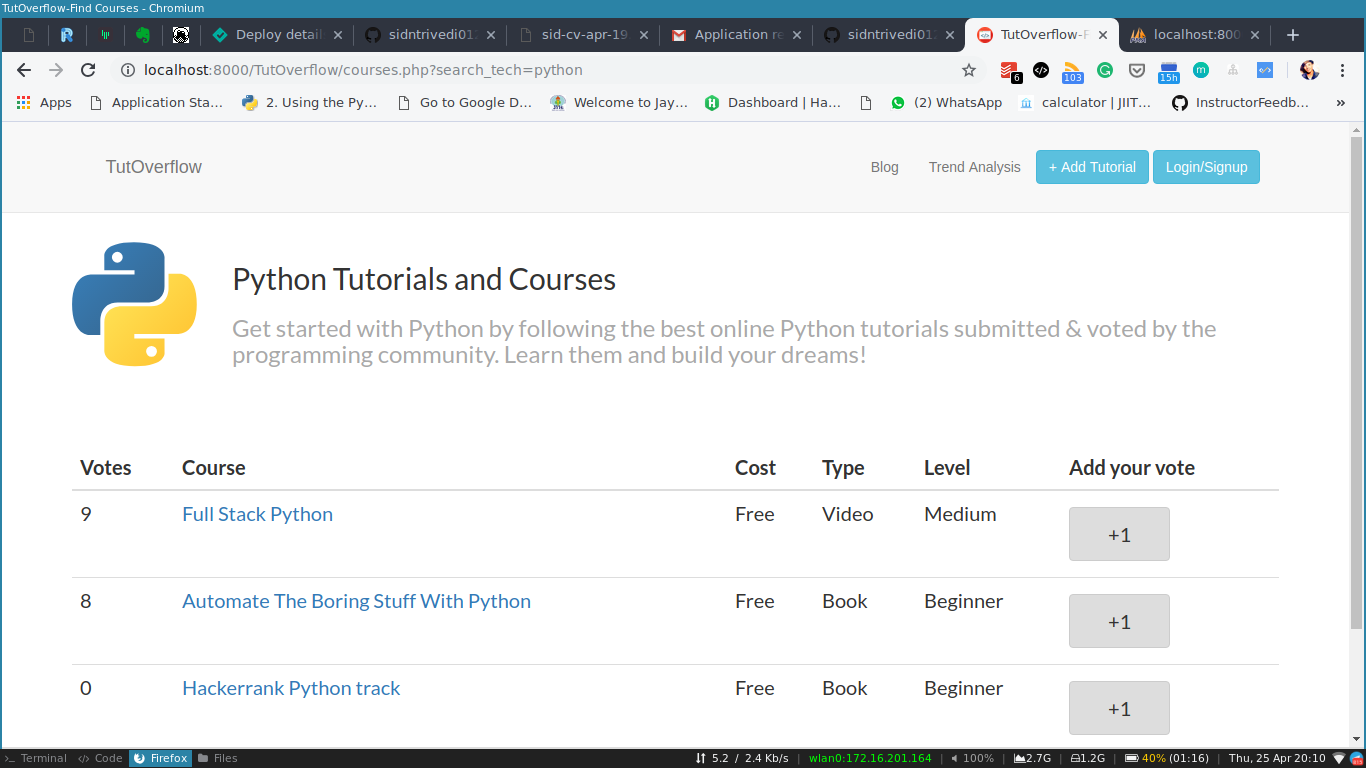 TutOverflow-Find Courses - Chromium
Deploy detail
sidntrivedi012
sid-cv-apr-19
Application re
sidntrivedi012
TutOverflow-F
localhost:800
localhost:8000/TutOverflow/courses.php?search_tech=python
6
103
15h
Apps
Application Sta...
2. Using the Py...
Go to Google D...
Welcome to Jay...
Dashboard | Ha...
(2) WhatsApp
calculator | JIIT...
InstructorFeedb...
»
TutOverflow
Blog
Trend Analysis
+ Add Tutorial
Login/Signup
Python Tutorials and Courses
Get started with Python by following the best online Python tutorials submitted & voted by the
programming community. Learn them and build your dreams!
Votes Course Cost Type Level Add your vote
9 Full Stack Python Free Video Medium +1
8 Automate The Boring Stuff With Python Free Book Beginner +1
0 Hackerrank Python track Free Book Beginner +1
Terminal Code Firefox Files 5.2 / 2.4 Kb/s wlan0:172.16.201.164 100% 2.7G 1.2G 40% (01:16) Thu, 25 Apr 20:10